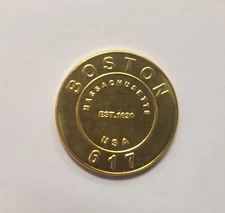 BOSTON
MASSACHUSETTS
EST.1630
USA
617